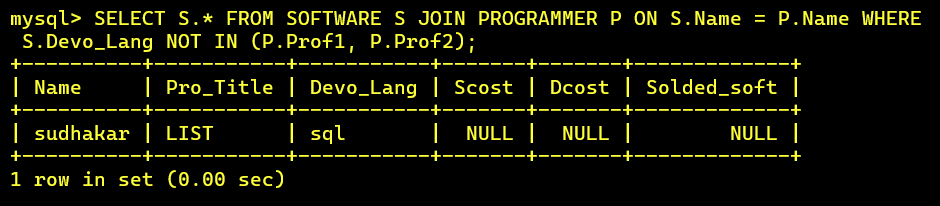 mysql> SELECT S.* FROM SOFTWARE S JOIN PROGRAMMER P ON S.Name = P.Name WHERE
 S.Devo_Lang NOT IN (P.Prof1, P.Prof2);
+----------+-----------+-----------+-------+-------+-------------+
| Name     | Pro_Title | Devo_Lang | Scost | Dcost | Solded_soft |
+----------+-----------+-----------+-------+-------+-------------+
| sudhakar | LIST      | sql       |  NULL |  NULL |        NULL |
+----------+-----------+-----------+-------+-------+-------------+
1 row in set (0.00 sec)